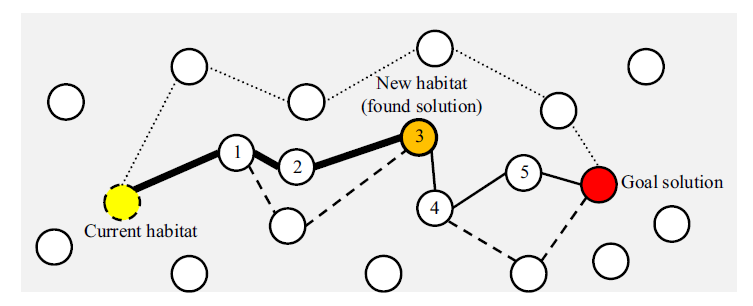 New habitat
(found solution)
1
2
3
5
4
Goal solution
Current habitat